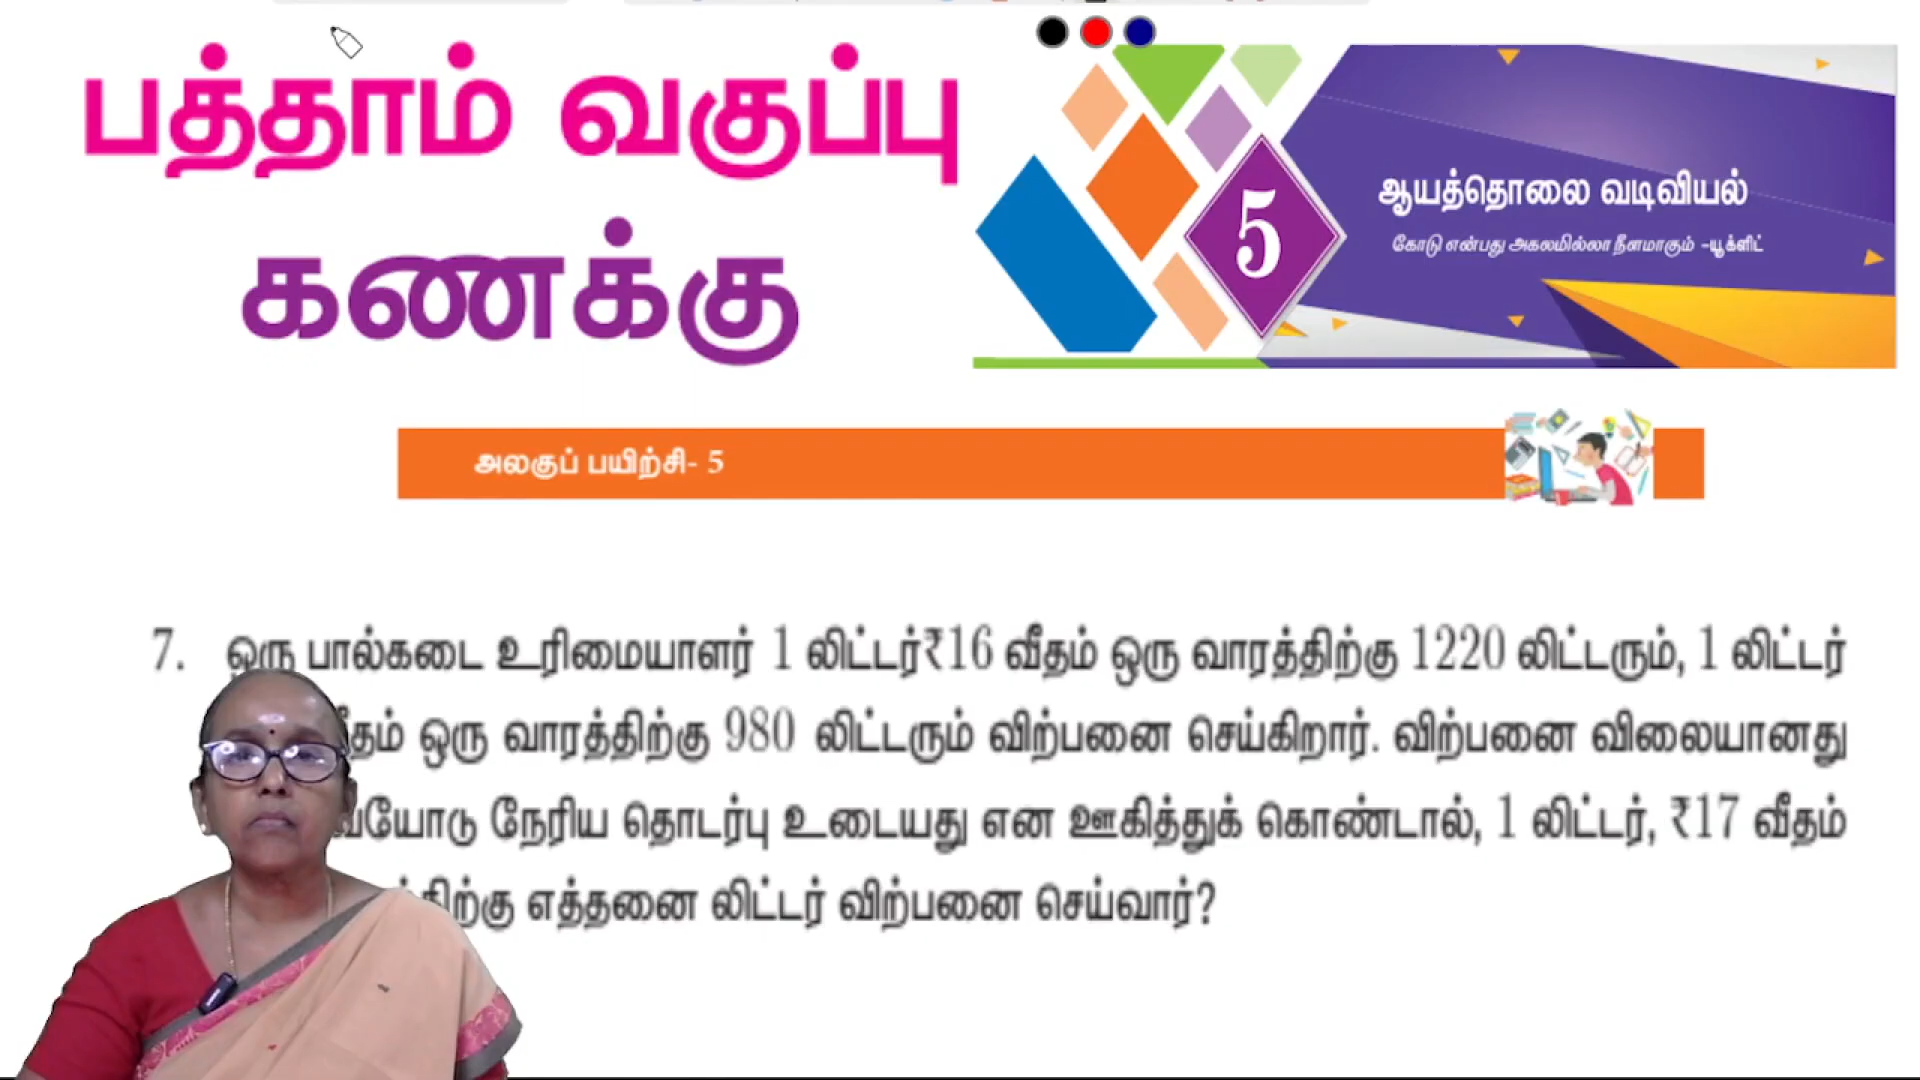 பத்தாம் வகுப்பு
கணக்கு
5
ஆயத்தொலை வடிவியல்
கோடு என்பது அகலமில்லா நீளமாகும் -யூக்ளிட்
அலகுப் பயிற்சி- 5
7. ஒரு பால்கடை உரிமையாளர் 1 லிட்டர்₹16 வீதம் ஒரு வாரத்திற்கு 1220 லிட்டரும், 1 லிட்டர்
ஒரு வாரத்திற்கு 980 லிட்டரும் விற்பனை செய்கிறார். விற்பனை விலையானது
நேரிய தொடர்பு உடையது என ஊகித்துக் கொண்டால், 1 லிட்டர், ₹17 வீதம்
எத்தனை லிட்டர் விற்பனை செய்வார்?